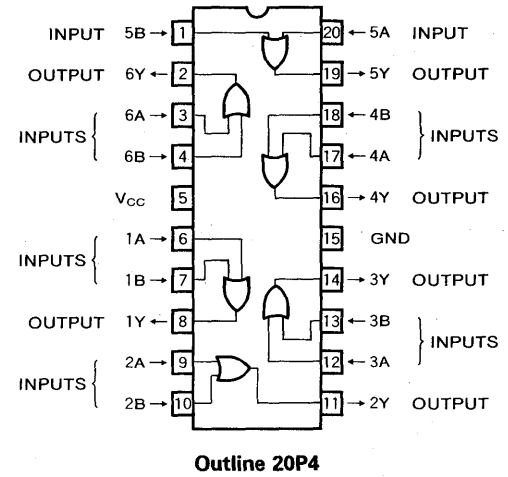 INPUT 5B 1 20 5A INPUT
OUTPUT 6Y 2 19 5Y OUTPUT
6A 3 18 4B
INPUTS INPUTS
6B 4 17 4A
VCC 5 16 4Y OUTPUT
1A 6 15 GND
INPUTS
1B 7 14 3Y OUTPUT
OUTPUT 1Y 8 13 3B
INPUTS
2A 9 12 3A
INPUTS
2B 10 11 2Y OUTPUT
Outline 20P4